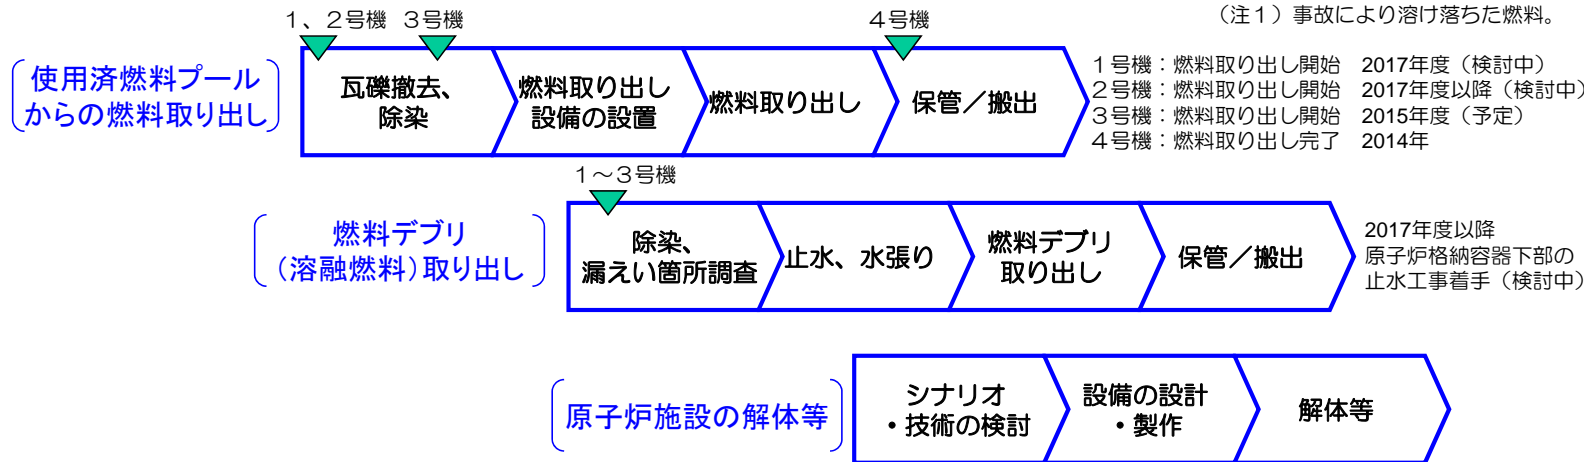 （注１）事故により溶け落ちた燃料。
１、２号機
３号機
４号機
使用済燃料プール
からの燃料取り出し
瓦礫撤去、
除染
燃料取り出し
設備の設置
燃料取り出し
保管／搬出
１号機：燃料取り出し開始　2017年度（検討中）
２号機：燃料取り出し開始　2017年度以降（検討中）
３号機：燃料取り出し開始　2015年度（予定）
４号機：燃料取り出し完了　2014年
１～３号機
燃料デブリ
（溶融燃料）取り出し
除染、
漏えい箇所調査
止水、水張り
燃料デブリ
取り出し
保管／搬出
2017年度以降
原子炉格納容器下部の
止水工事着手（検討中）
原子炉施設の解体等
シナリオ
・技術の検討
設備の設計
・製作
解体等